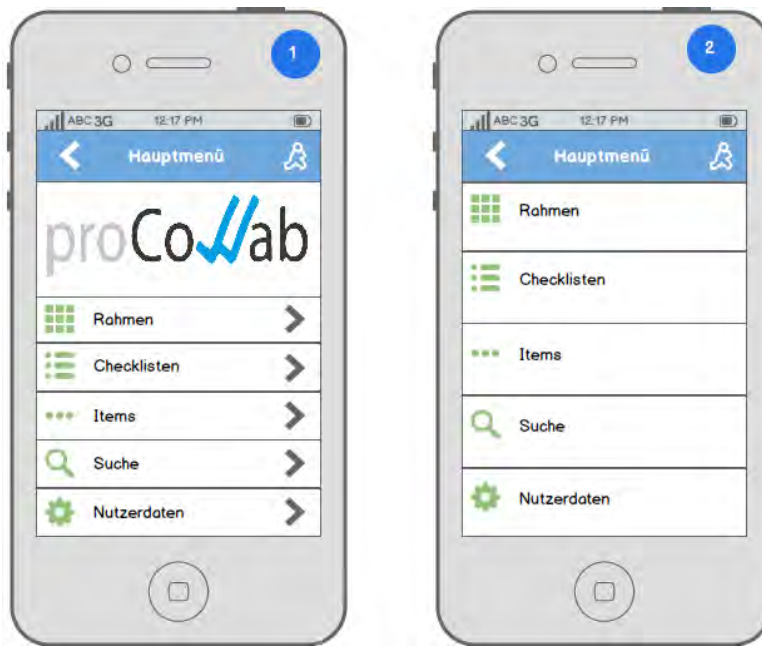 1
ABC 3G 12:17 PM
Hauptmenü
proCollab
Rahmen
Checklisten
Items
Suche
Nutzerdaten
2
ABC 3G 12:17 PM
Hauptmenü
Rahmen
Checklisten
Items
Suche
Nutzerdaten